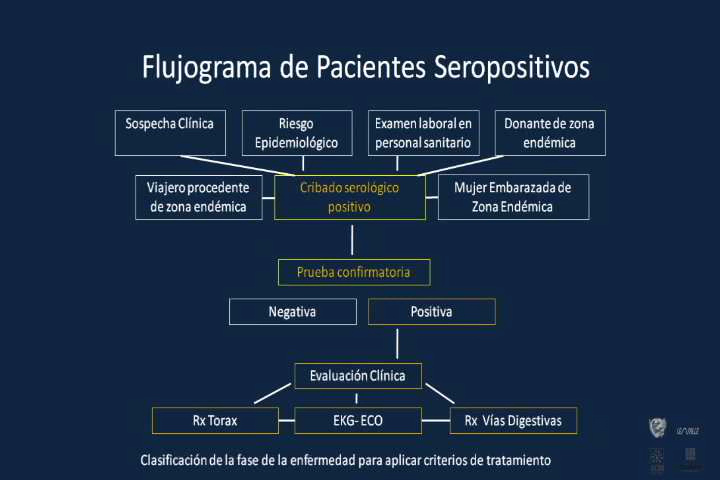 Flujograma de Pacientes Seropositivos
Sospecha Clínica
Riesgo
Epidemiológico
Examen laboral en
personal sanitario
Donante de zona
endémica
Viajero procedente
de zona endémica
Cribado serológico
positivo
Mujer Embarazada de
Zona Endémica
Prueba confirmatoria
Negativa
Positiva
Evaluación Clínica
Rx Torax
EKG- ECO
Rx Vías Digestivas
Clasificación de la fase de la enfermedad para aplicar criterios de tratamiento